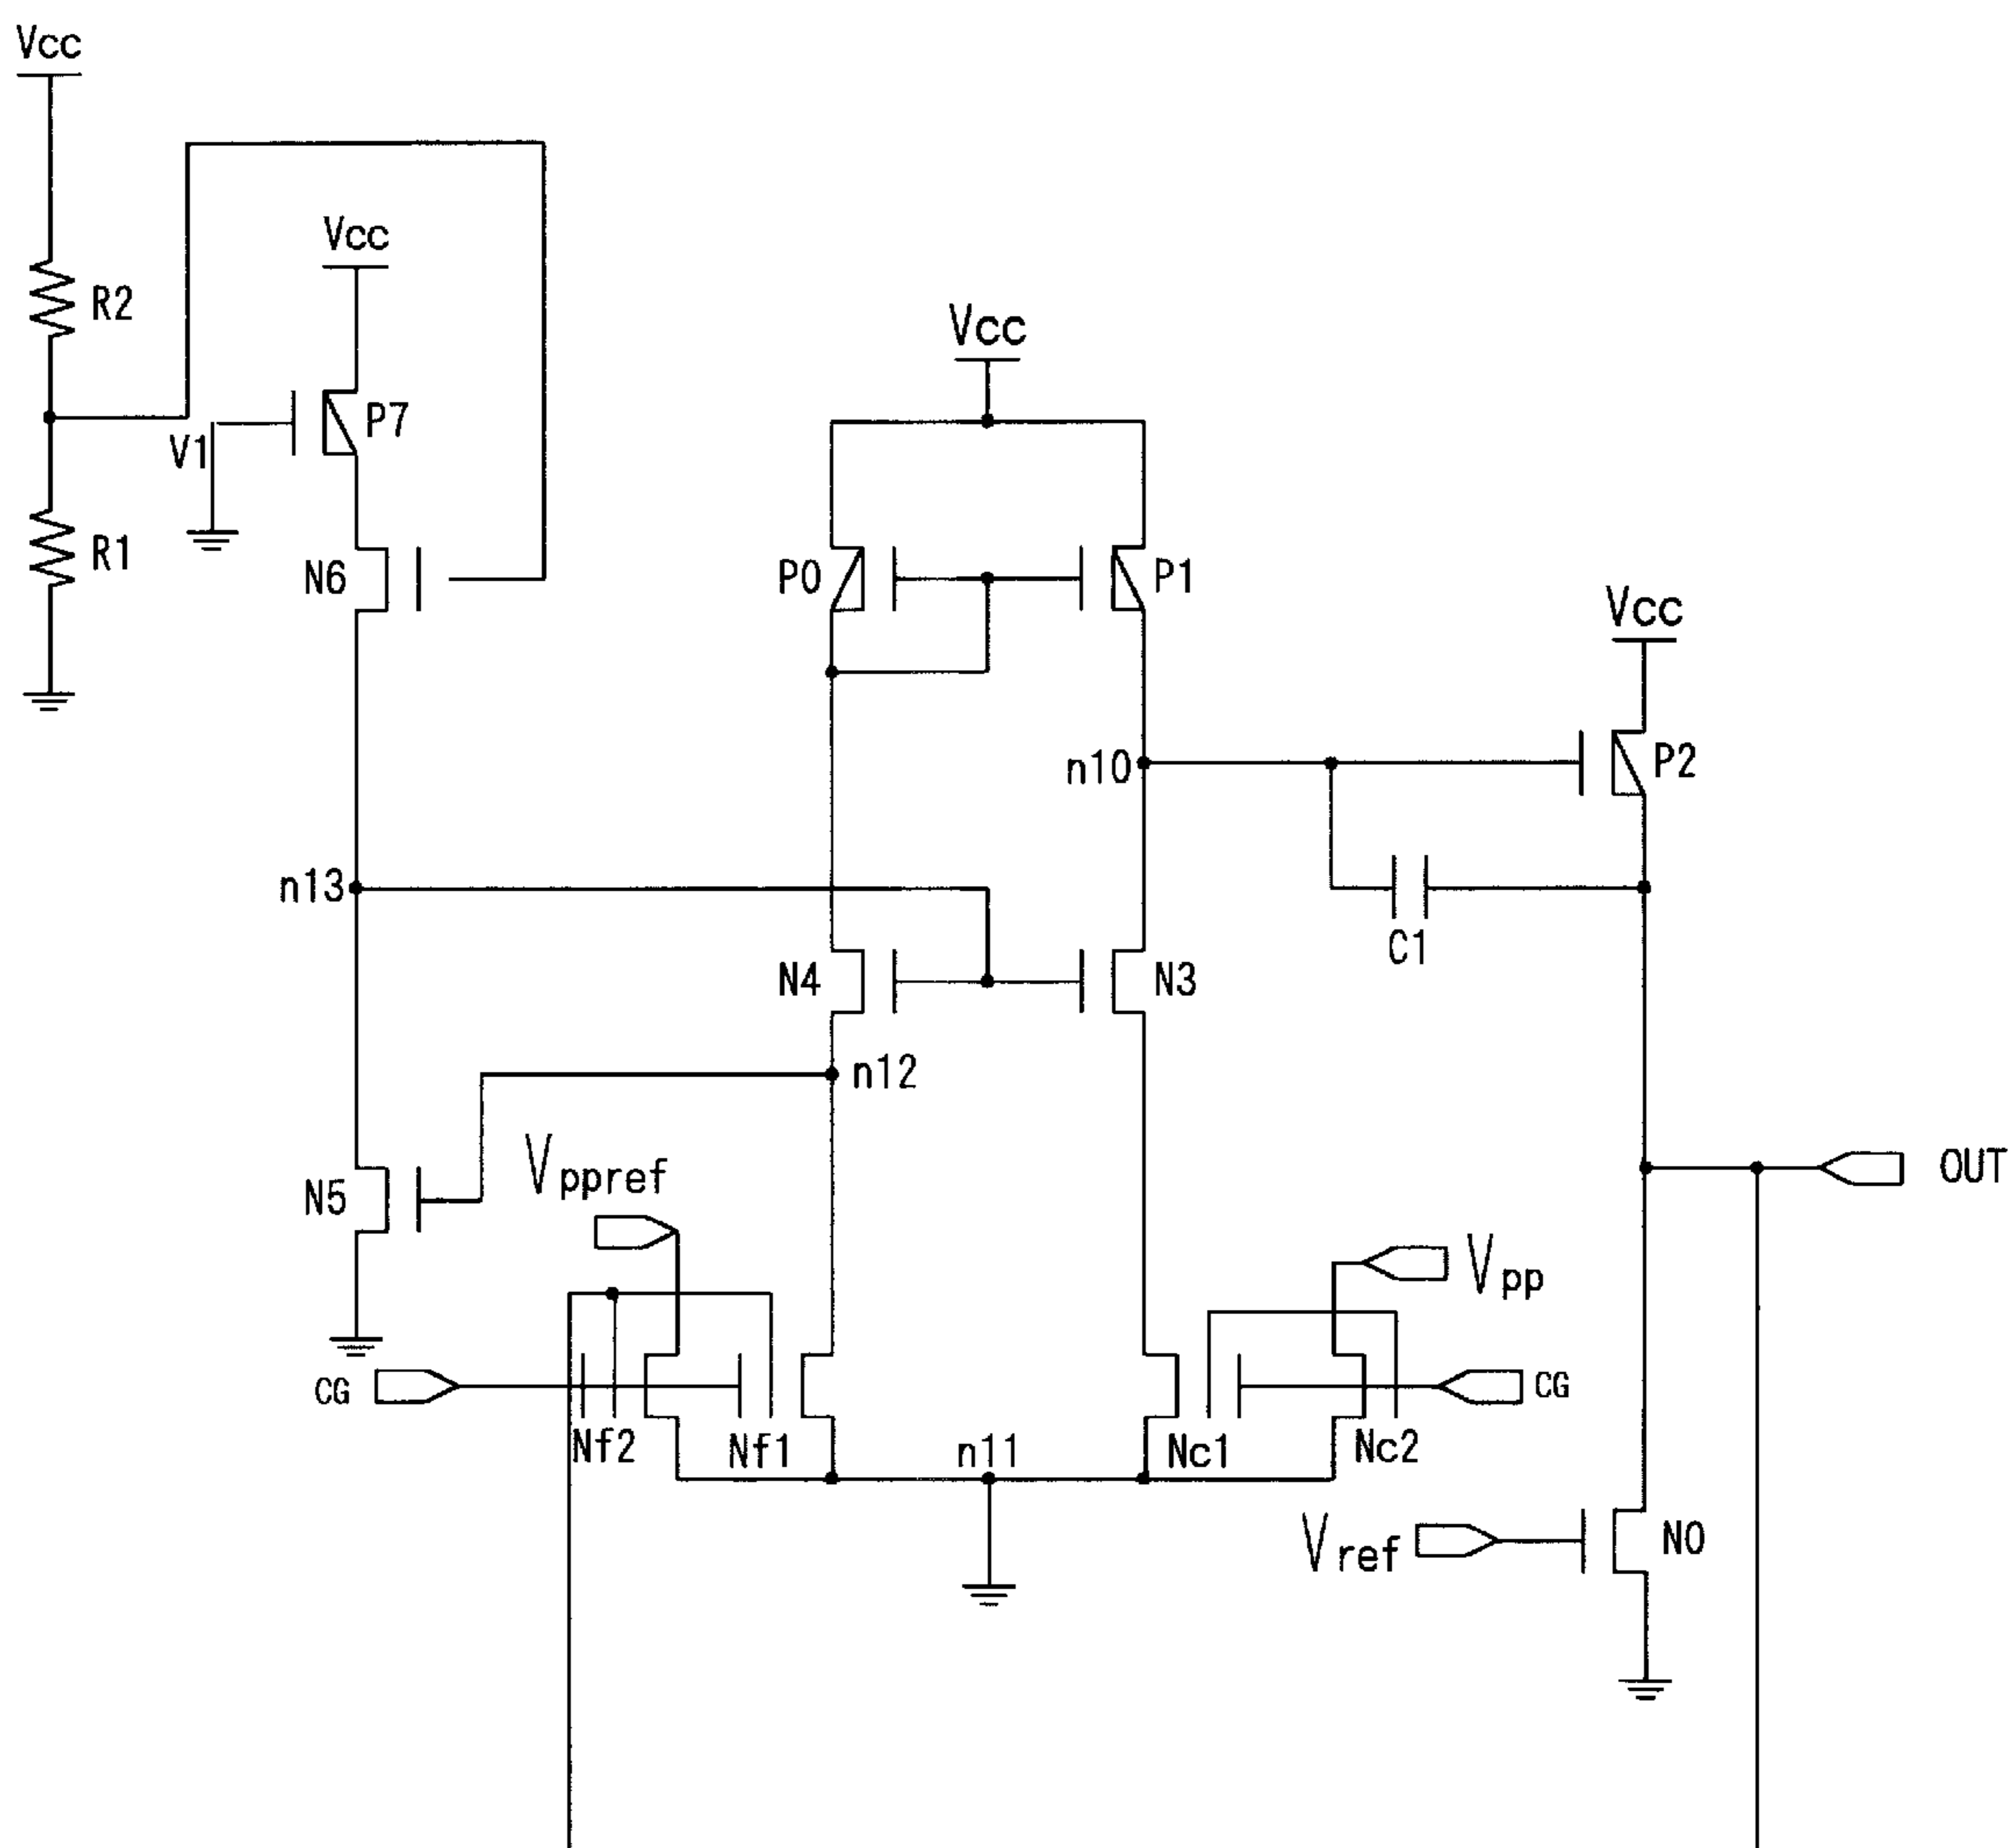 Vcc
Vcc
R2
Vcc
P7
V1
R1
N6
P0
P1
Vcc
n10
P2
n13
C1
N4
N3
n12
Vppref
OUT
N5
Vpp
CG
CG
Nf2
Nf1
n11
Nc1
Nc2
Vref
N0